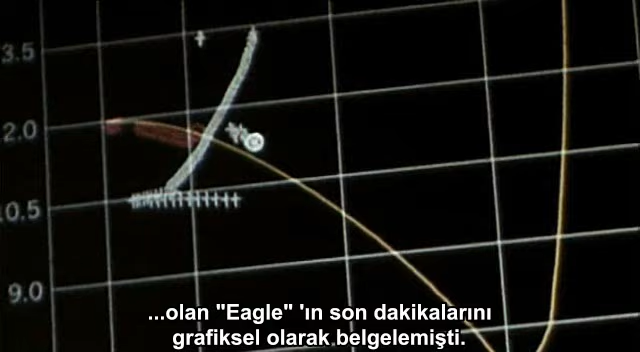 3.5
2.0
0.5
9.0
...olan "Eagle" 'ın son dakikalarını
grafiksel olarak belgelemişti.